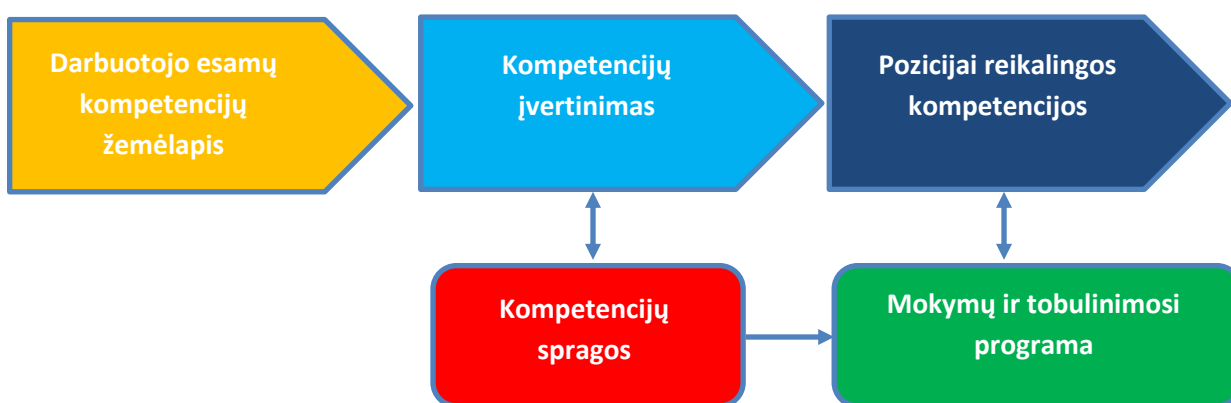 Darbuotojo esamų
kompetencijų
žemėlapis
Kompetencijų
įvertinimas
Pozicijai reikalingos
kompetencijos
Kompetencijų
spragos
Mokymų ir tobulinimosi
programa